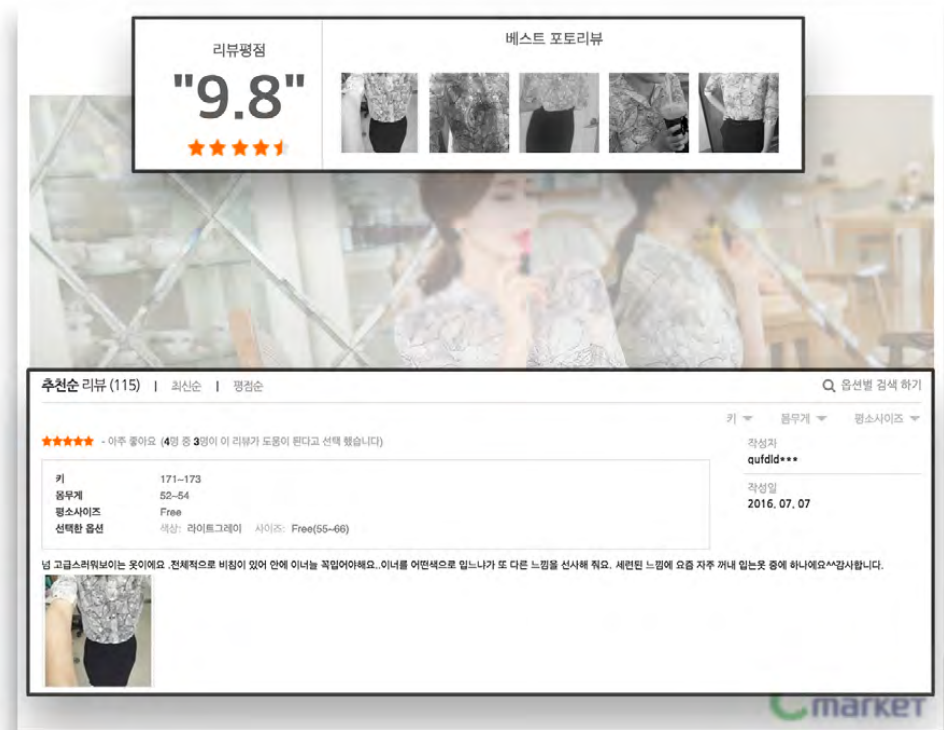 리뷰평점
"9.8"
베스트 포토리뷰
추천순 리뷰 (115) | 최신순 | 평점순
옵션별 검색 하기
키 몸무게 평소사이즈
- 아주 좋아요 (4명 중 3명이 이 리뷰가 도움이 된다고 선택 했습니다)
작성자
qufdld***
키 171~173
몸무게 52~54
평소사이즈 Free
선택한 옵션 색상: 라이트그레이 사이즈: Free(55~66)
작성일
2016. 07. 07
넘 고급스러워보이는 옷이에요 .전체적으로 비침이 있어 안에 이너늘 꼭입어야해요..이너를 어떤색으로 입느냐가 또 다른 느낌을 선사해 줘요. 세련된 느낌에 요즘 자주 꺼내 입는옷 중에 하나에요^^감사합니다.
Cmarket